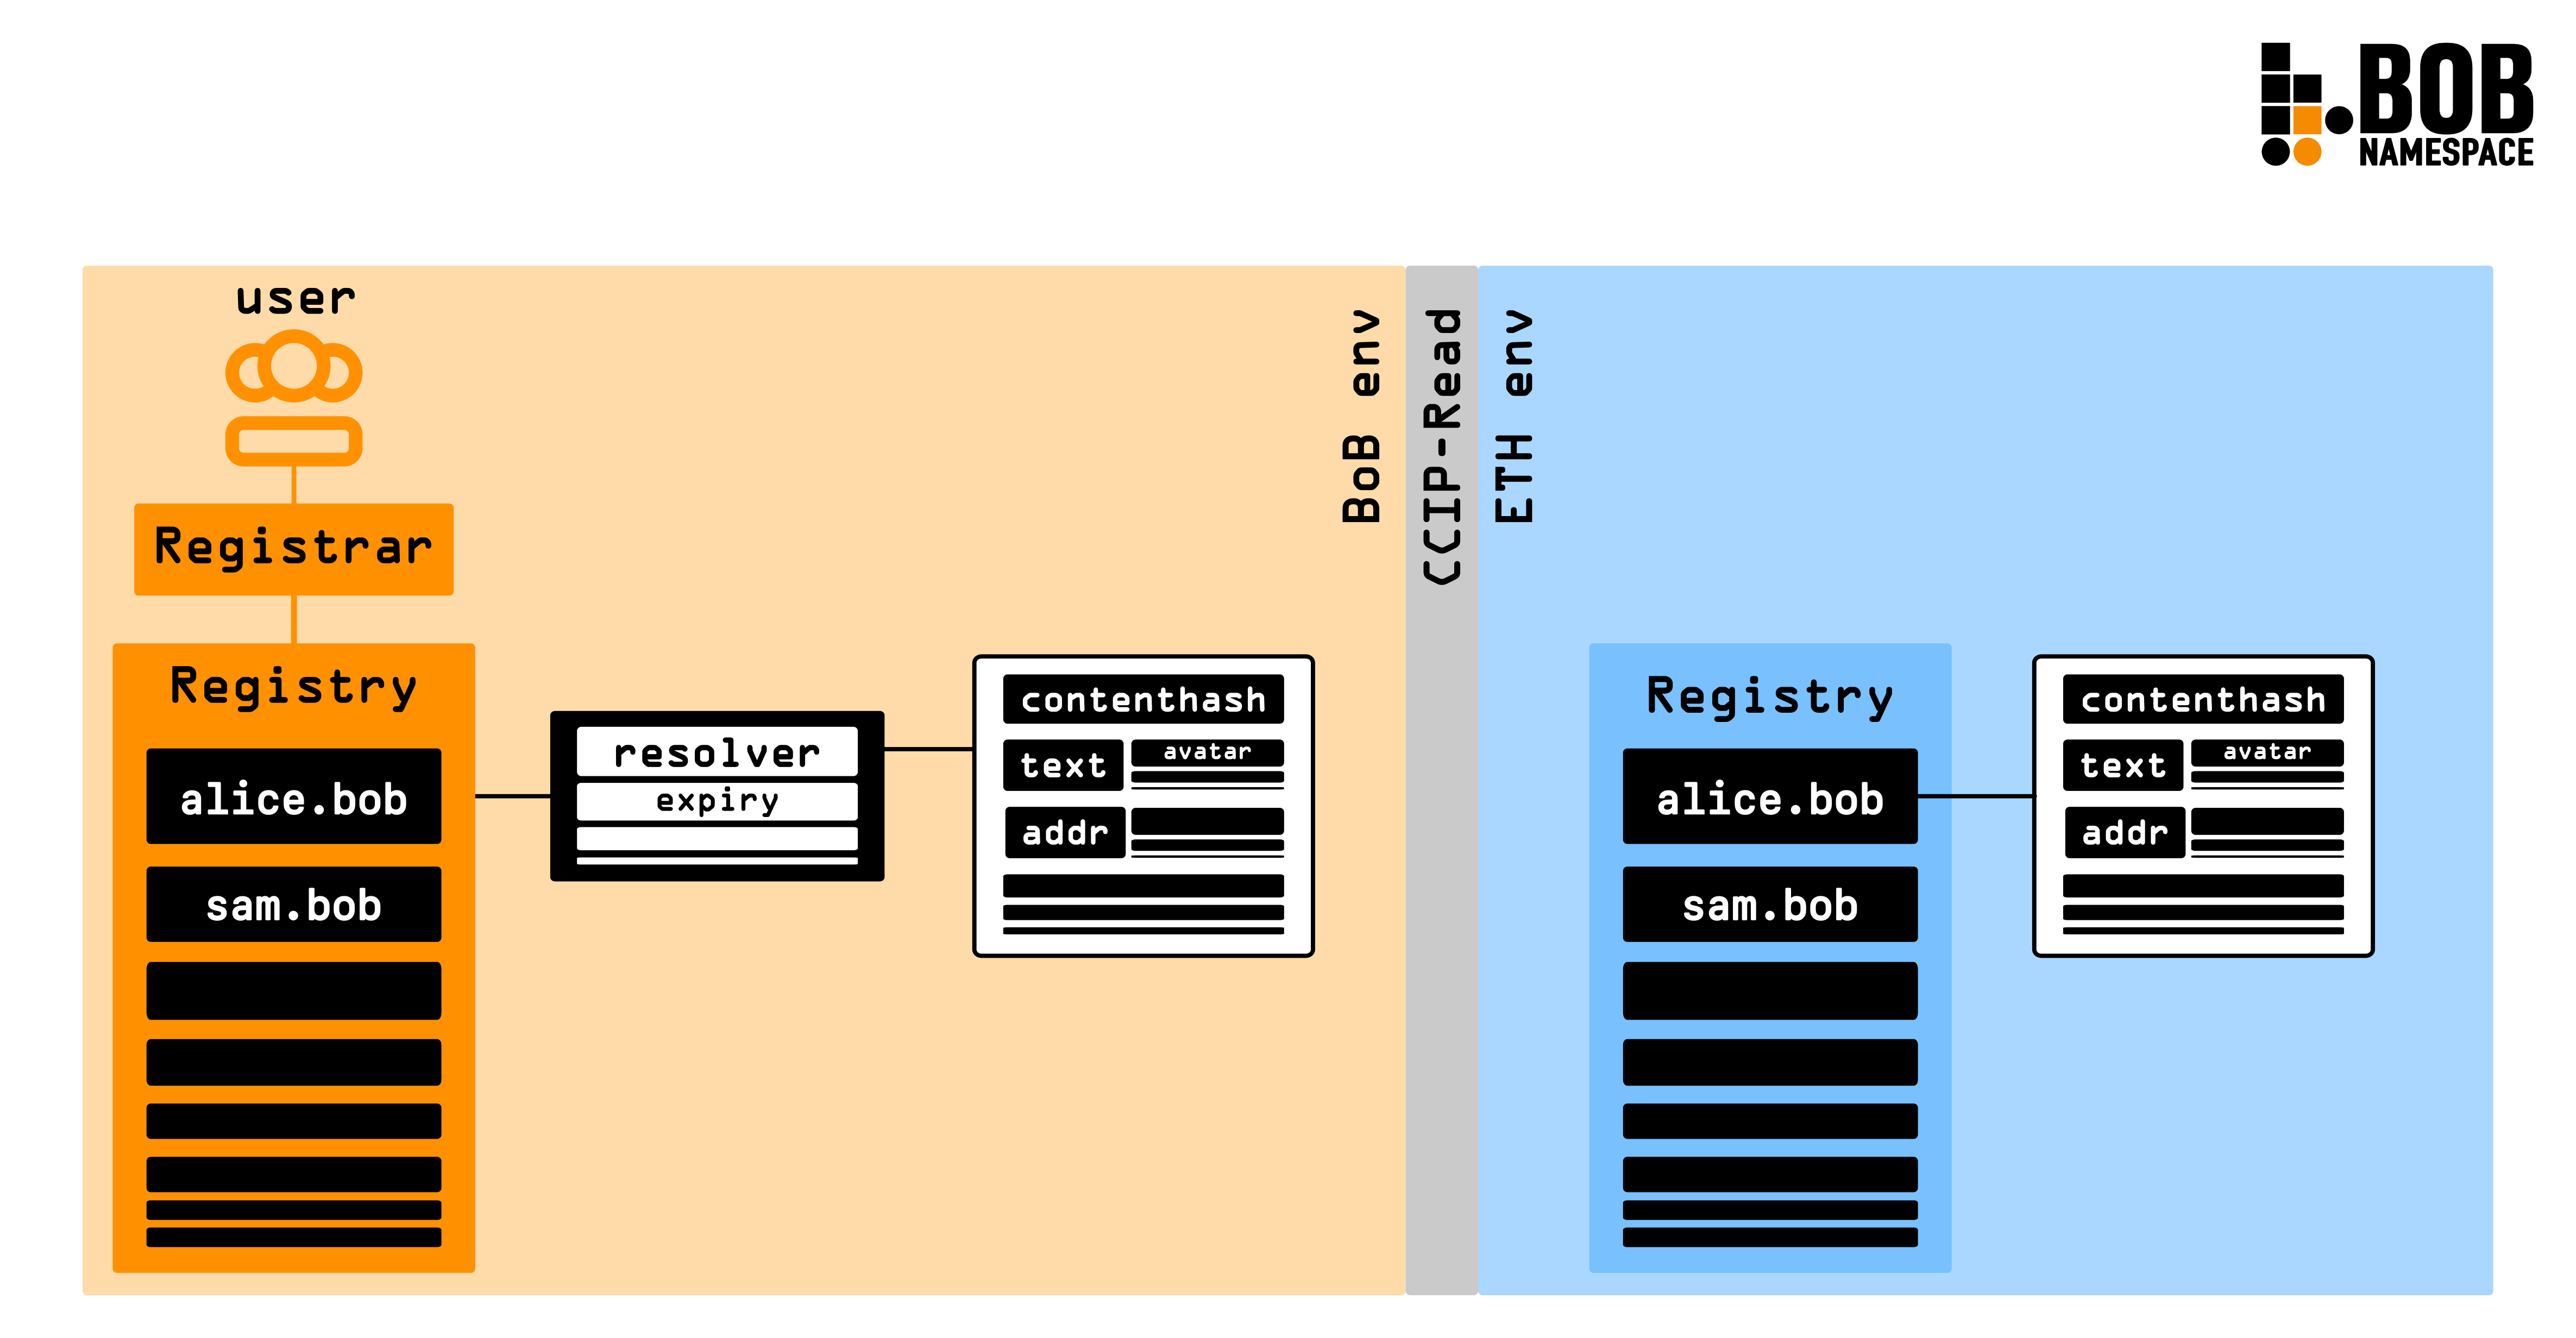 .BOB
NAMESPACE
user
Registrar
Registry
alice.bob
sam.bob
resolver
expiry
contenthash
text
avatar
addr
BoB env
CCIP-Read
ETH env
Registry
alice.bob
sam.bob
contenthash
text
avatar
addr